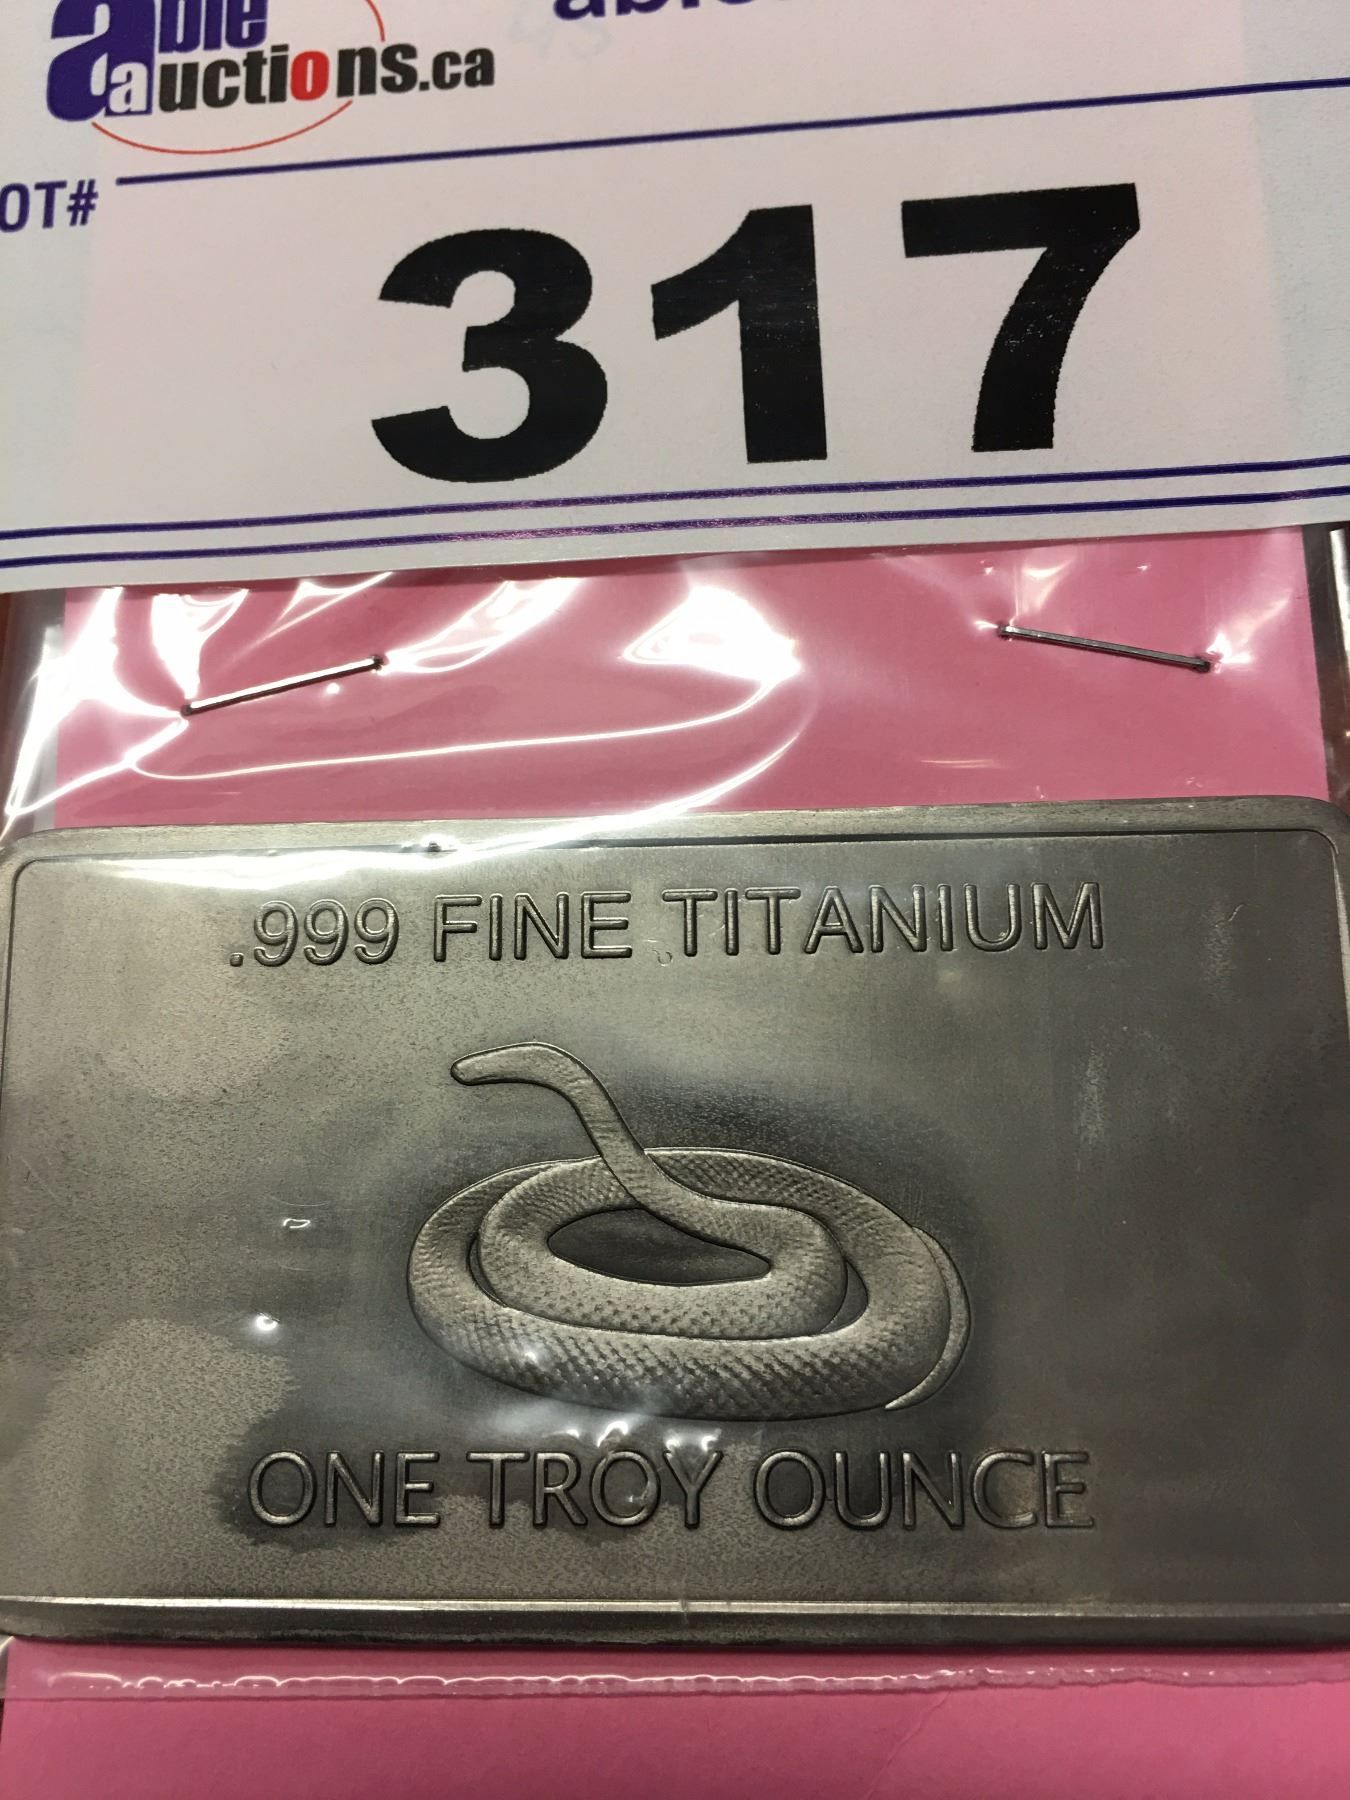 able
auctions.ca
OT#
317
.999 FINE TITANIUM
ONE TROY OUNCE